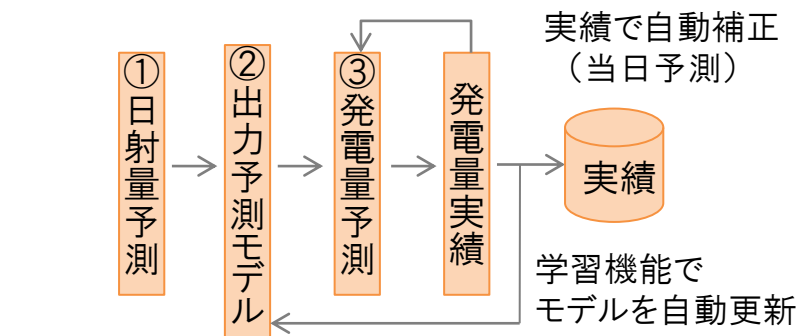 実績で自動補正
（当日予測）
①日射量予測
②出力予測モデル
③発電量予測
発電量実績
実績
学習機能で
モデルを自動更新